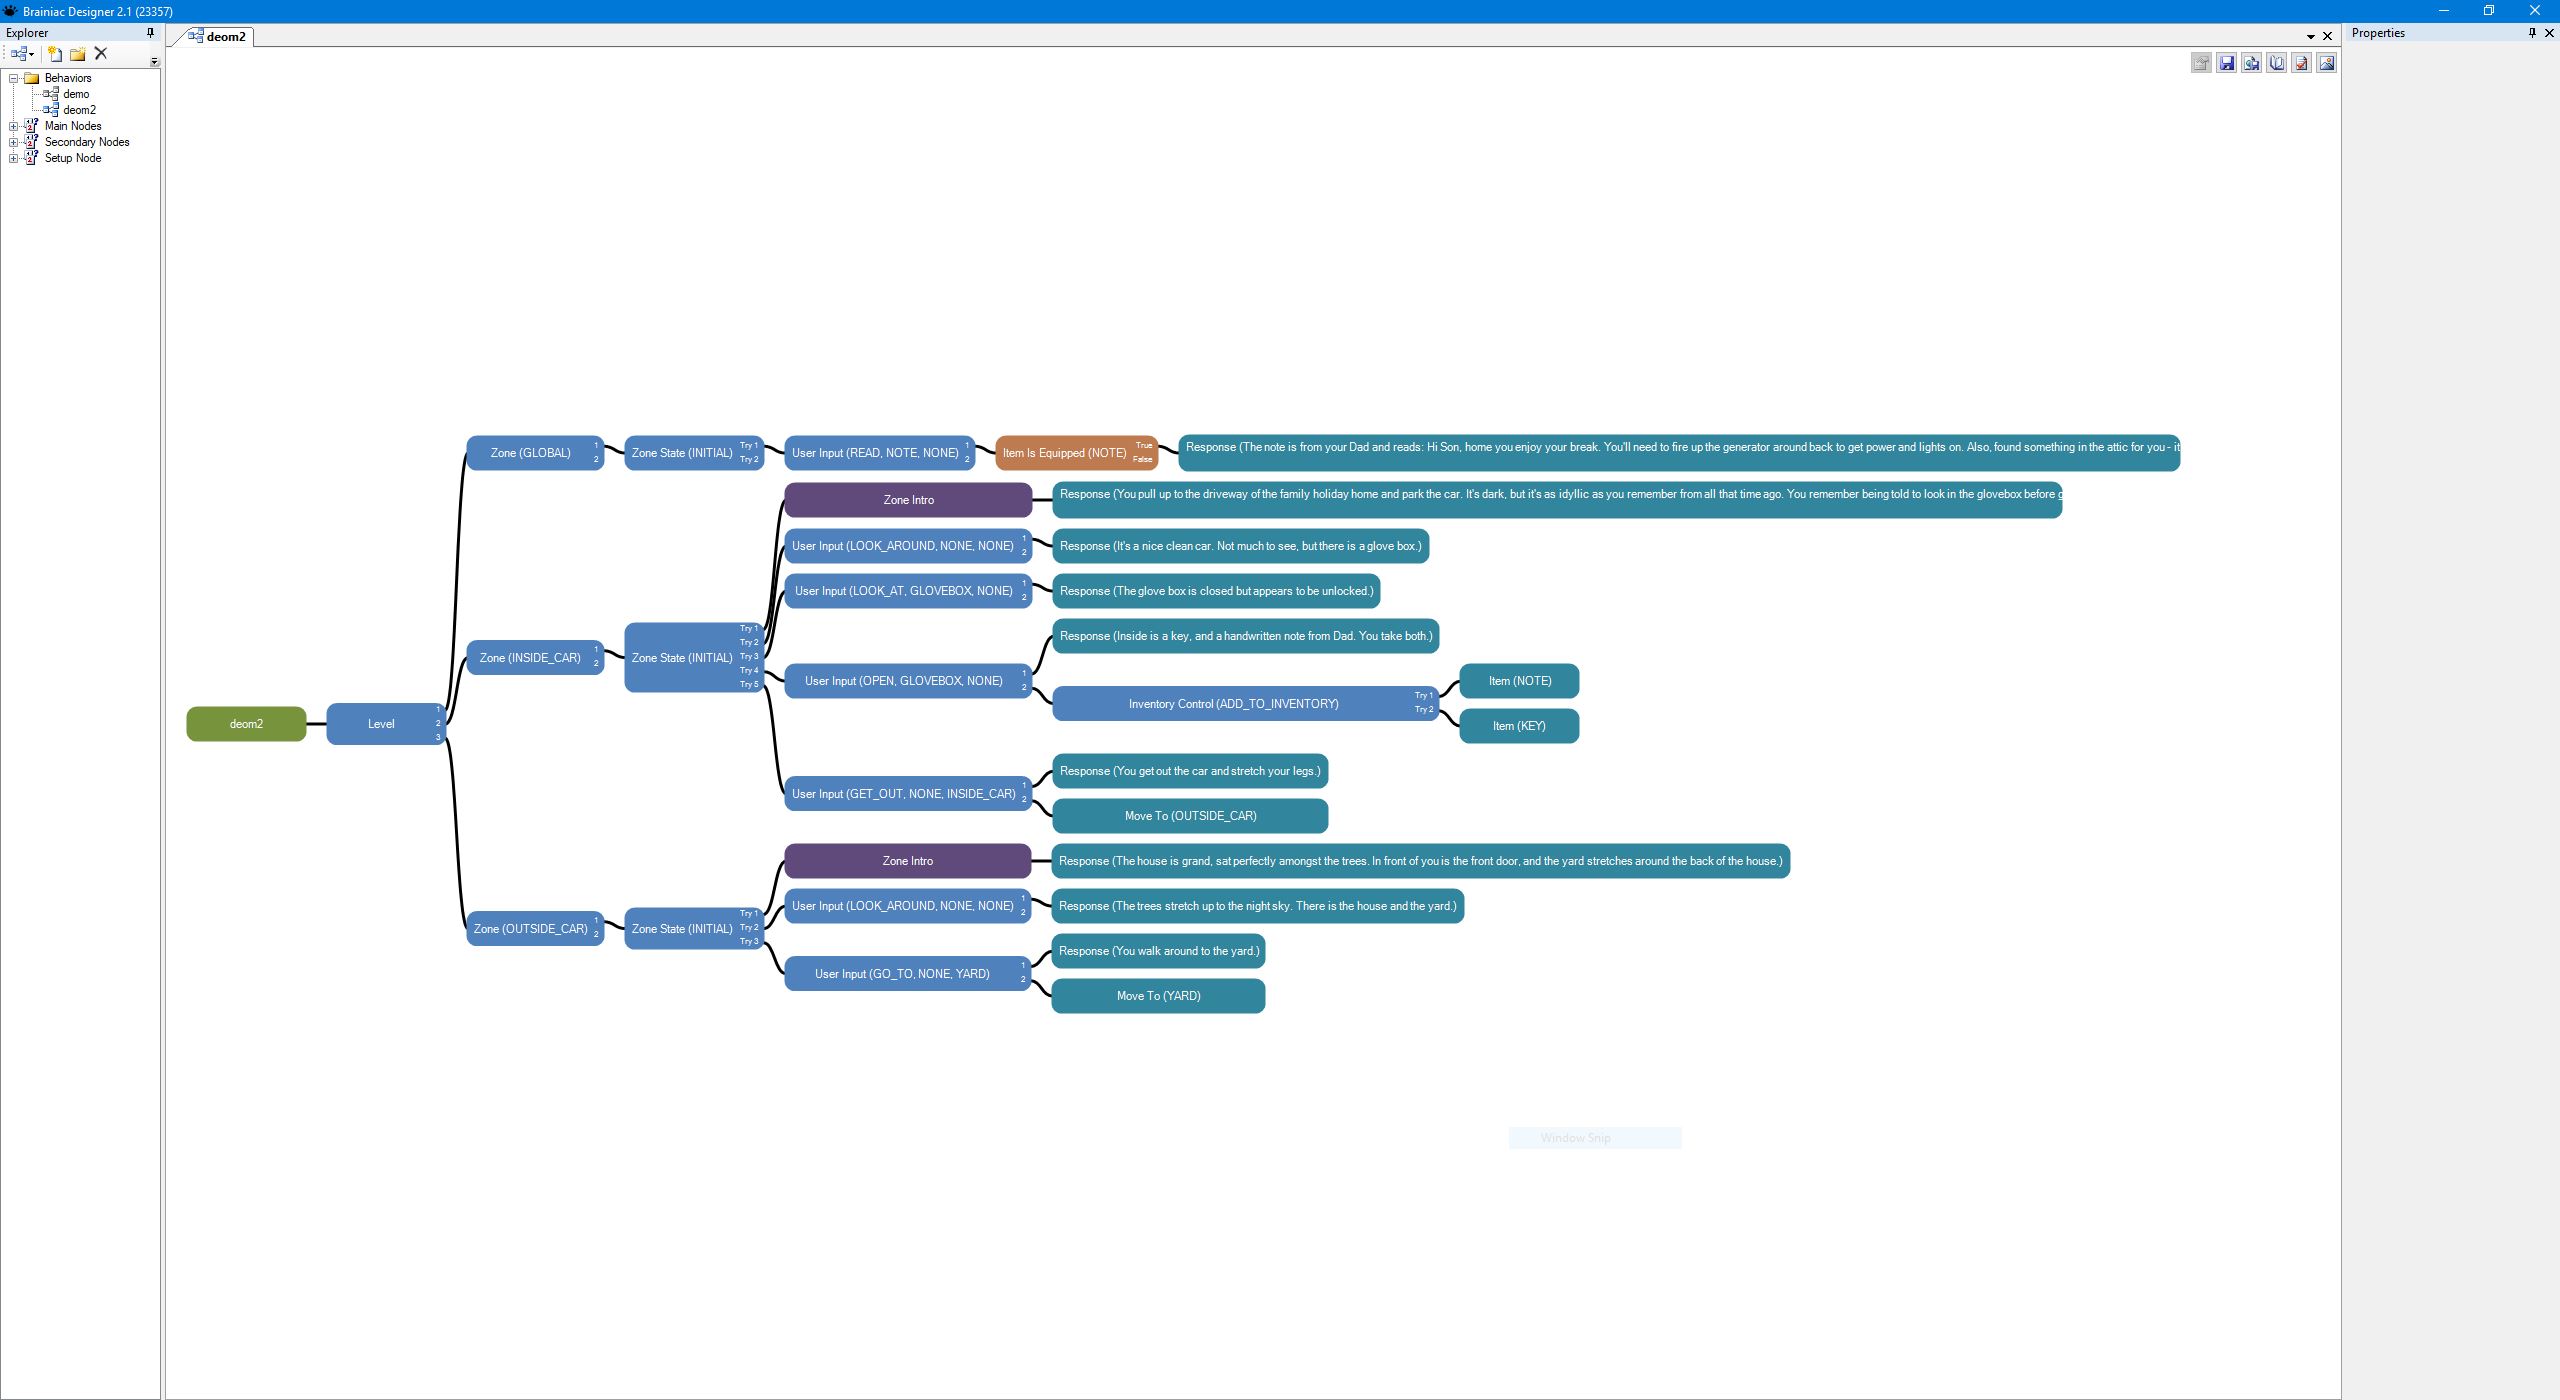 Brainiac Designer 2.1 (23357)
Explorer
deom2
Properties
Behaviors
demo
deom2
Main Nodes
Secondary Nodes
Setup Node
deom2
Level
1
2
3
Zone (GLOBAL)
1
2
Zone State (INITIAL)
Try 1
Try 2
User Input (READ, NOTE, NONE)
1
2
Item Is Equipped (NOTE)
True
False
Response (The note is from your Dad and reads: Hi Son, home you enjoy your break. You'll need to fire up the generator around back to get power and lights on. Also, found something in the attic for you - it
Zone (INSIDE_CAR)
1
2
Zone State (INITIAL)
Try 1
Try 2
Try 3
Try 4
Try 5
Zone Intro
Response (You pull up to the driveway of the family holiday home and park the car. It's dark, but it's as idyllic as you remember from all that time ago. You remember being told to look in the glovebox before g
User Input (LOOK_AROUND, NONE, NONE)
1
2
Response (It's a nice clean car. Not much to see, but there is a glove box.)
User Input (LOOK_AT, GLOVEBOX, NONE)
1
2
Response (The glove box is closed but appears to be unlocked.)
User Input (OPEN, GLOVEBOX, NONE)
1
2
Response (Inside is a key, and a handwritten note from Dad. You take both.)
Inventory Control (ADD_TO_INVENTORY)
Try 1
Try 2
Item (NOTE)
Item (KEY)
User Input (GET_OUT, NONE, INSIDE_CAR)
1
2
Response (You get out the car and stretch your legs.)
Move To (OUTSIDE_CAR)
Zone (OUTSIDE_CAR)
1
2
Zone State (INITIAL)
Try 1
Try 2
Try 3
Zone Intro
Response (The house is grand, sat perfectly amongst the trees. In front of you is the front door, and the yard stretches around the back of the house.)
User Input (LOOK_AROUND, NONE, NONE)
1
2
Response (The trees stretch up to the night sky. There is the house and the yard.)
User Input (GO_TO, NONE, YARD)
1
2
Response (You walk around to the yard.)
Move To (YARD)
Window Snip